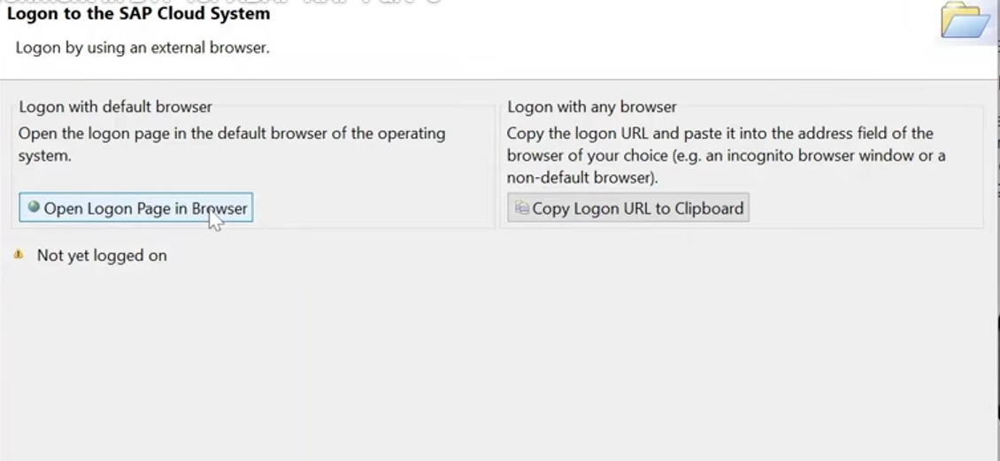 Logon to the SAP Cloud System
Logon by using an external browser.
Logon with default browser
Open the logon page in the default browser of the operating
system.
Open Logon Page in Browser
Logon with any browser
Copy the logon URL and paste it into the address field of the
browser of your choice (e.g. an incognito browser window or a
non-default browser).
Copy Logon URL to Clipboard
Not yet logged on